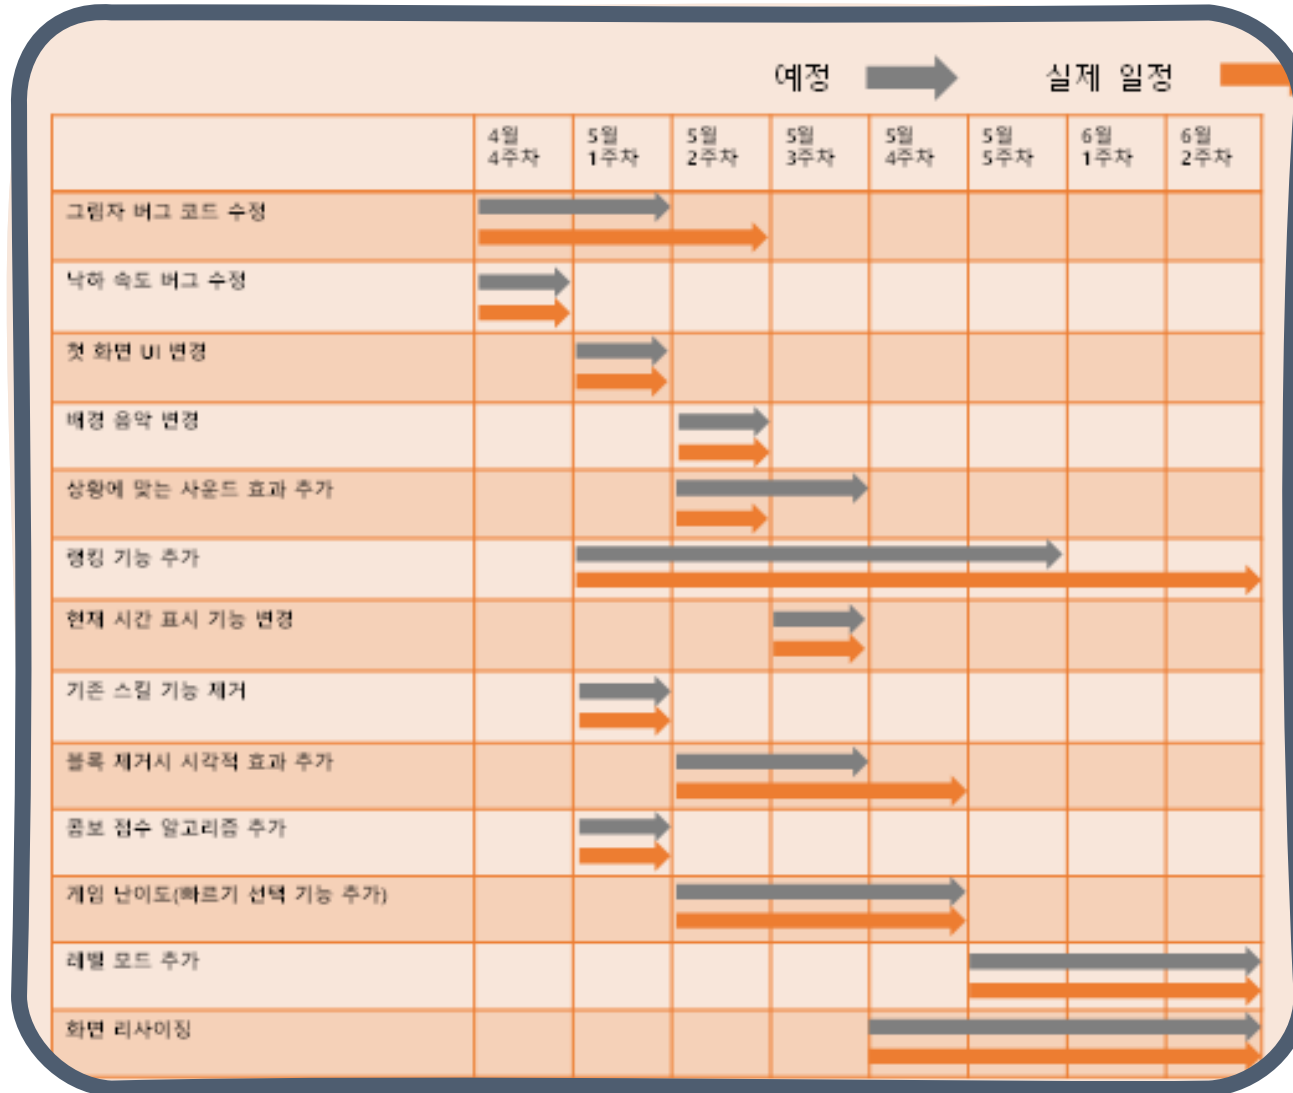 예정
실제 일정
4월
4주차
5월
1주차
5월
2주차
5월
3주차
5월
4주차
5월
5주차
6월
1주차
6월
2주차
그림자 버그 코드 수정
낙하 속도 버그 수정
첫 화면 UI 변경
배경 음악 변경
상황에 맞는 사운드 효과 추가
랭킹 기능 추가
현재 시간 표시 기능 변경
기존 스킬 기능 제거
블록 제거시 시각적 효과 추가
콤보 점수 알고리즘 추가
게임 난이도(빠르기 선택 기능 추가)
레벨 모드 추가
화면 리사이징